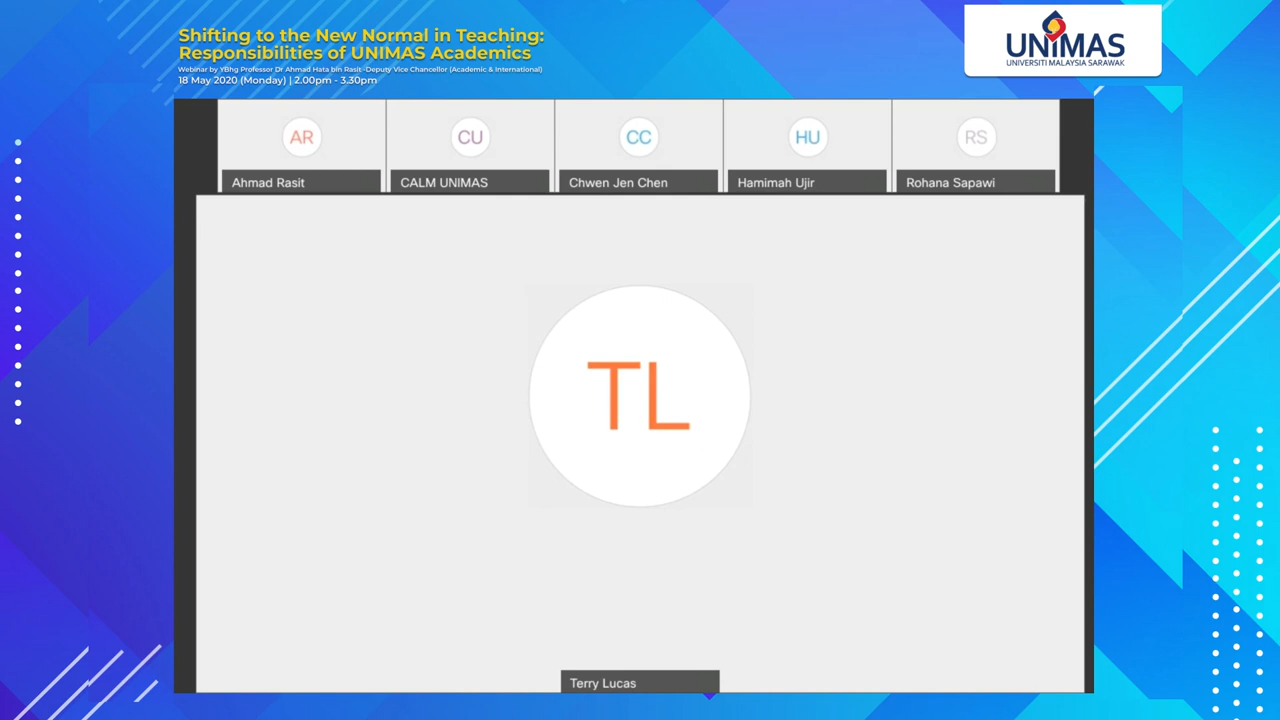 Shifting to the New Normal in Teaching:
Responsibilities of UNIMAS Academics
Webinar by YBhg Professor Dr Ahmad Hata bin Rasit-Deputy Vice Chancellor (Academic & International)
18 May 2020 (Monday) | 2.00pm - 3.30pm
UNIMAS
UNIVERSITI MALAYSIA SARAWAK
AR
CU
CC
HU
RS
Ahmad Rasit
CALM UNIMAS
Chwen Jen Chen
Hamimah Ujir
Rohana Sapawi
TL
Terry Lucas